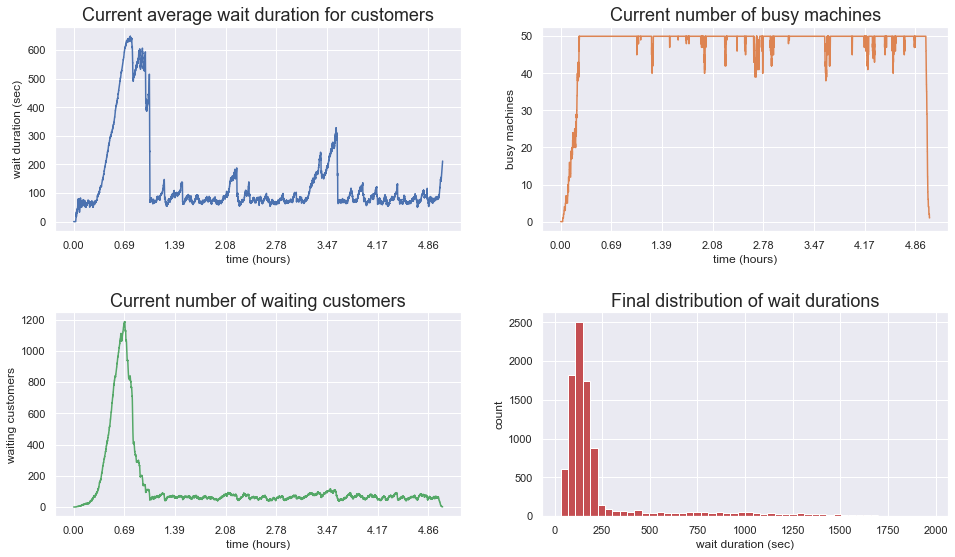 Current average wait duration for customers
wait duration (sec)
600
500
400
300
200
100
0
0.00 0.69 1.39 2.08 2.78 3.47 4.17 4.86
time (hours)
Current number of busy machines
busy machines
50
40
30
20
10
0
0.00 0.69 1.39 2.08 2.78 3.47 4.17 4.86
time (hours)
Current number of waiting customers
waiting customers
1200
1000
800
600
400
200
0
0.00 0.69 1.39 2.08 2.78 3.47 4.17 4.86
time (hours)
Final distribution of wait durations
count
2500
2000
1500
1000
500
0
0 250 500 750 1000 1250 1500 1750 2000
wait duration (sec)